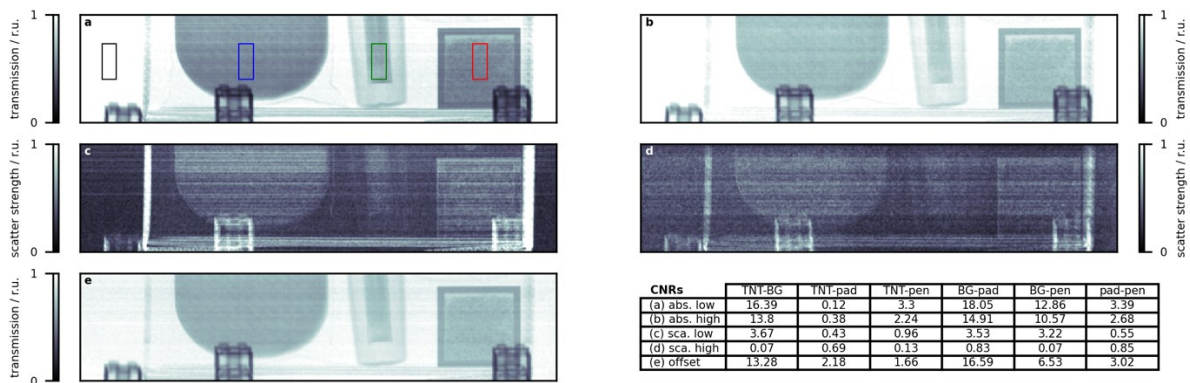 1
a
transmission / r.u.
0
b
1
transmission / r.u.
0
1
c
scatter strength / r.u.
0
d
1
scatter strength / r.u.
0
1
e
transmission / r.u.
0
CNRs TNT-BG TNT-pad TNT-pen BG-pad BG-pen pad-pen
(a) abs. low 16.39 0.12 3.3 18.05 12.86 3.39
(b) abs. high 13.8 0.38 2.24 14.91 10.57 2.68
(c) sca. low 3.67 0.43 0.96 3.53 3.22 0.55
(d) sca. high 0.07 0.69 0.13 0.83 0.07 0.85
(e) offset 13.28 2.18 1.66 16.59 6.53 3.02